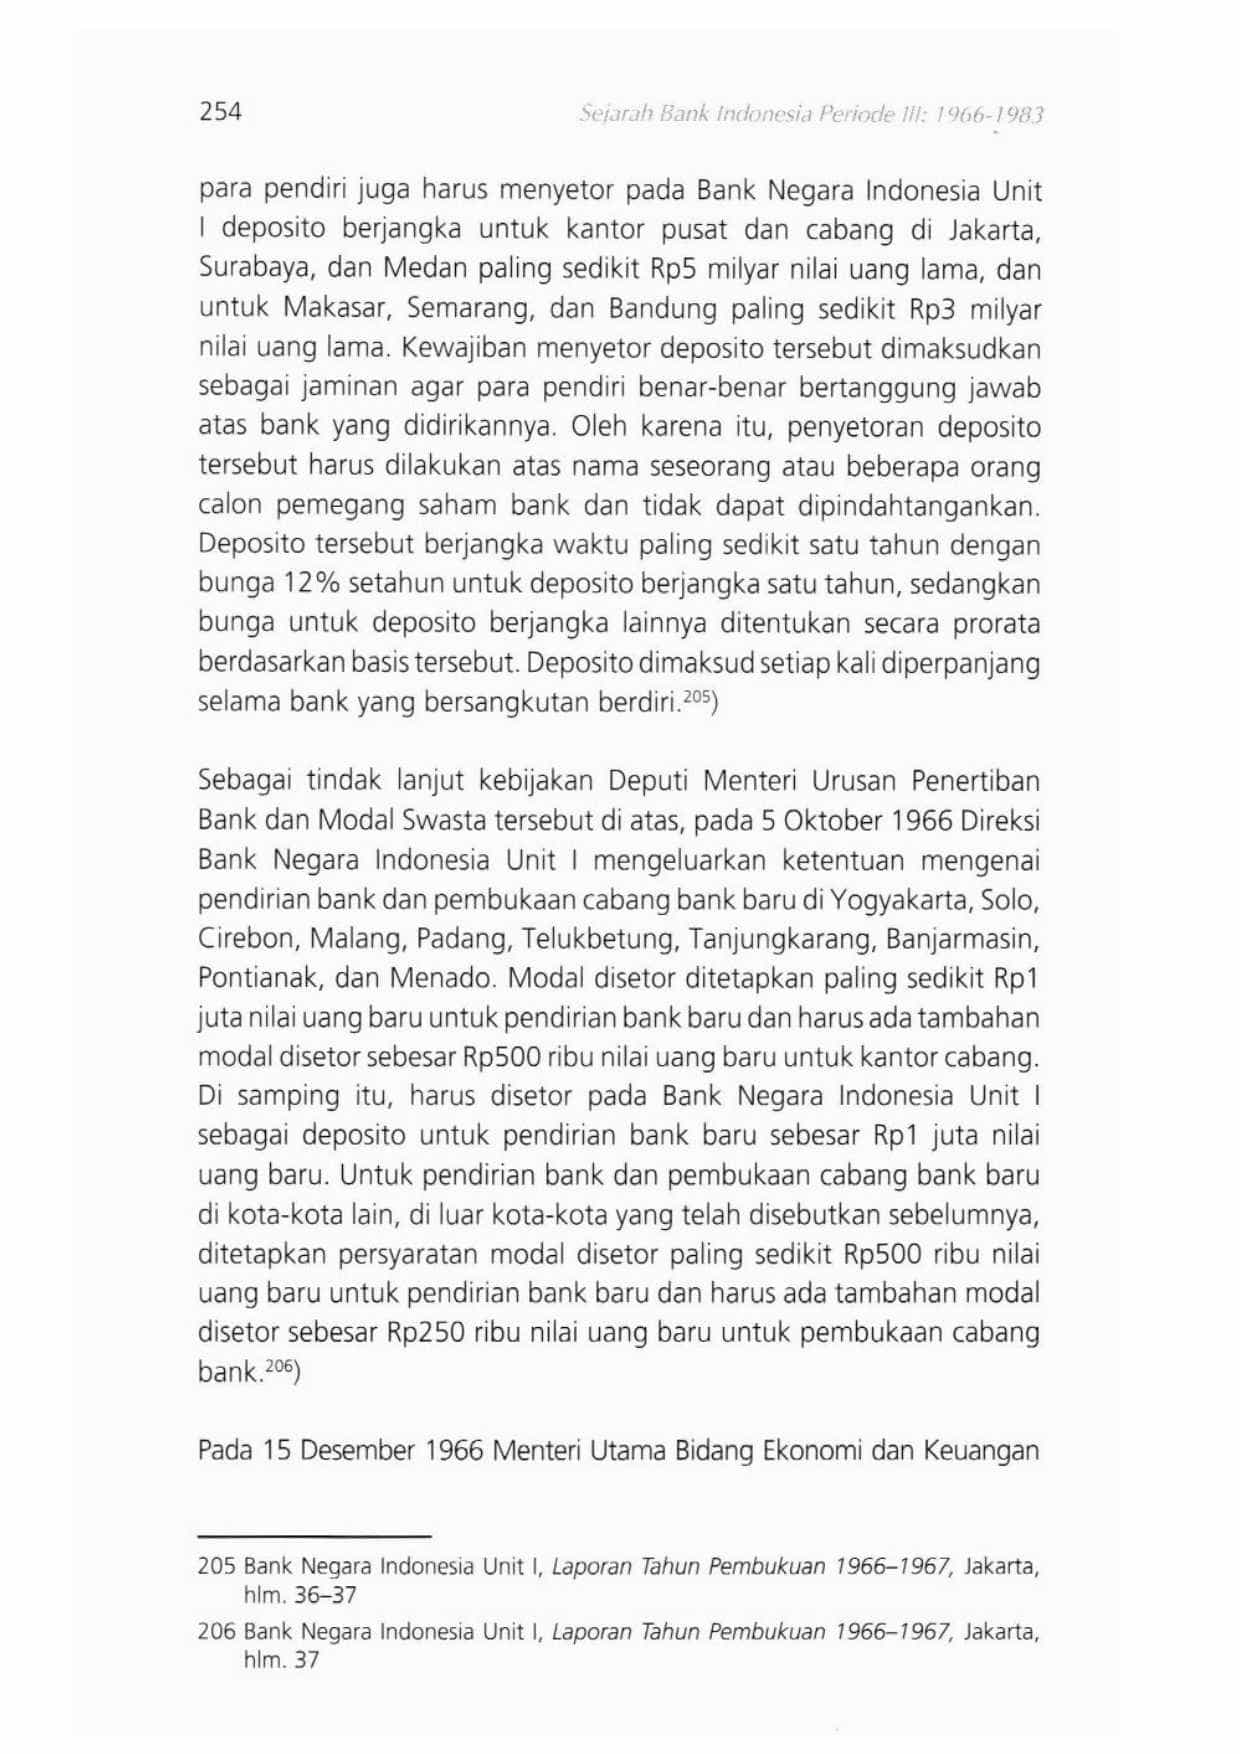 254
Sejarah Bank Indonesia Periode III: 1966-1983
para pendiri juga harus menyetor pada Bank Negara Indonesia Unit
I deposito berjangka untuk kantor pusat dan cabang di Jakarta,
Surabaya, dan Medan paling sedikit Rp5 milyar nilai uang lama, dan
untuk Makasar, Semarang, dan Bandung paling sedikit Rp3 milyar
nilai uang lama. Kewajiban menyetor deposito tersebut dimaksudkan
sebagai jaminan agar para pendiri benar-benar bertanggung jawab
atas bank yang didirikannya. Oleh karena itu, penyetoran deposito
tersebut harus dilakukan atas nama seseorang atau beberapa orang
calon pemegang saham bank dan tidak dapat dipindahtangankan.
Deposito tersebut berjangka waktu paling sedikit satu tahun dengan
bunga 12% setahun untuk deposito berjangka satu tahun, sedangkan
bunga untuk deposito berjangka lainnya ditentukan secara prorata
berdasarkan basis tersebut. Deposito dimaksud setiap kali diperpanjang
selama bank yang bersangkutan berdiri.205)
Sebagai tindak lanjut kebijakan Deputi Menteri Urusan Penertiban
Bank dan Modal Swasta tersebut di atas, pada 5 Oktober 1966 Direksi
Bank Negara Indonesia Unit I mengeluarkan ketentuan mengenai
pendirian bank dan pembukaan cabang bank baru di Yogyakarta, Solo,
Cirebon, Malang, Padang, Telukbetung, Tanjungkarang, Banjarmasin,
Pontianak, dan Menado. Modal disetor ditetapkan paling sedikit Rp1
juta nilai uang baru untuk pendirian bank baru dan harus ada tambahan
modal disetor sebesar Rp500 ribu nilai uang baru untuk kantor cabang.
Di samping itu, harus disetor pada Bank Negara Indonesia Unit I
sebagai deposito untuk pendirian bank baru sebesar Rp1 juta nilai
uang baru. Untuk pendirian bank dan pembukaan cabang bank baru
di kota-kota lain, di luar kota-kota yang telah disebutkan sebelumnya,
ditetapkan persyaratan modal disetor paling sedikit Rp500 ribu nilai
uang baru untuk pendirian bank baru dan harus ada tambahan modal
disetor sebesar Rp250 ribu nilai uang baru untuk pembukaan cabang
bank.206)
Pada 15 Desember 1966 Menteri Utama Bidang Ekonomi dan Keuangan
205 Bank Negara Indonesia Unit I, Laporan Tahun Pembukuan 1966–1967, Jakarta,
hlm. 36–37
206 Bank Negara Indonesia Unit I, Laporan Tahun Pembukuan 1966–1967, Jakarta,
hlm. 37